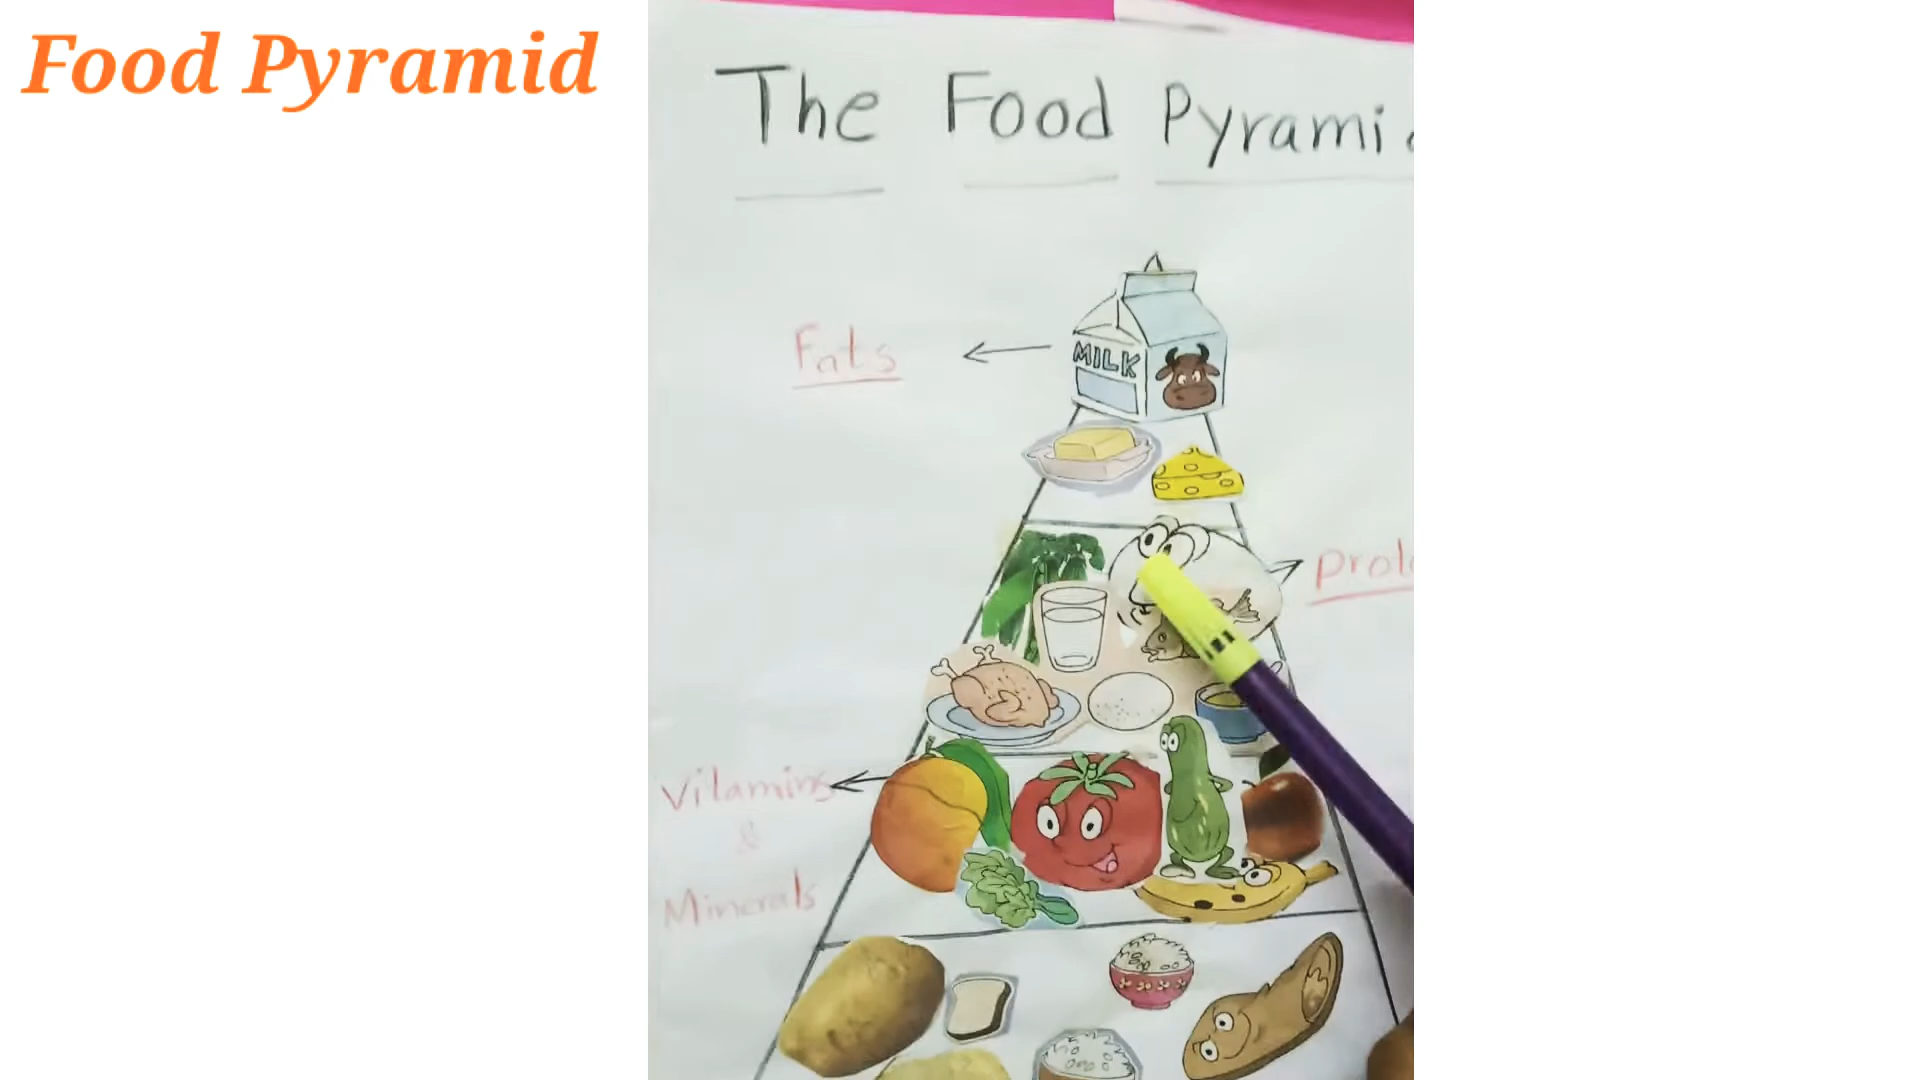 Food Pyramid
The Food Pyrami
Fats
MILK
Vitamins
&
Minerals